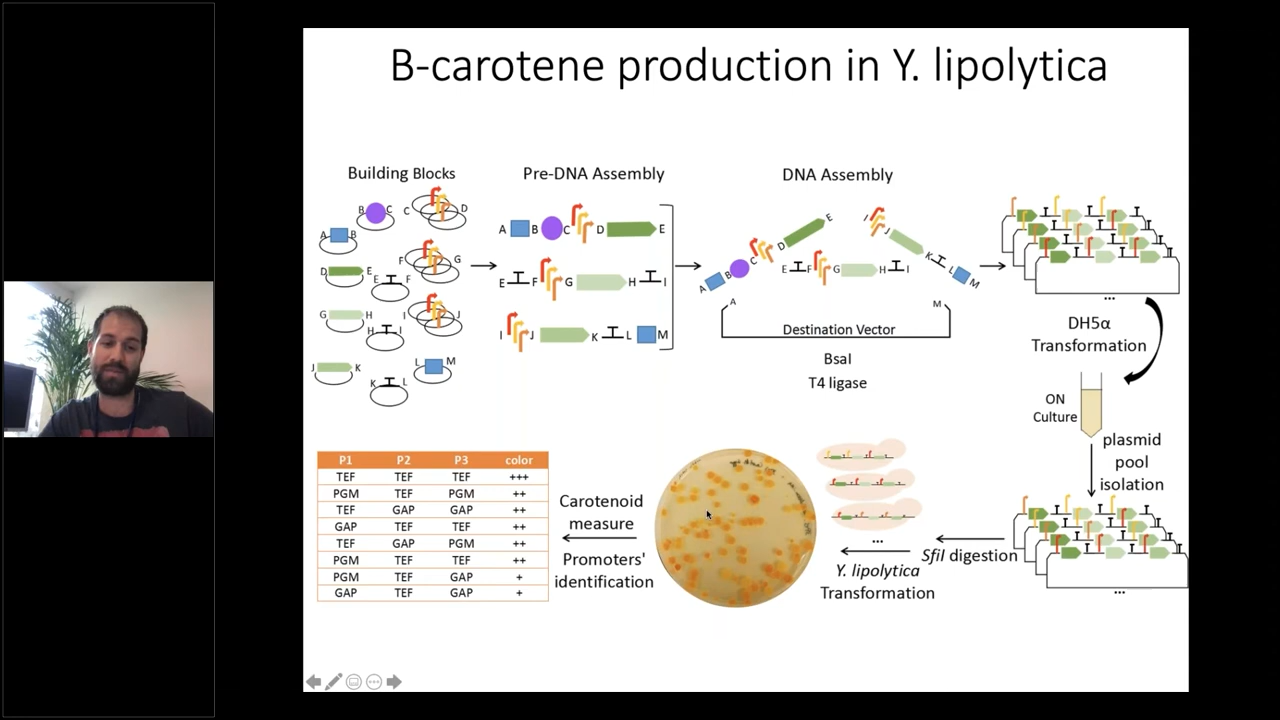 B-carotene production in Y. lipolytica
Building Blocks
B C
C D
A B
F G
D E
E F
G H
I J
H I
J K
L M
K L
Pre-DNA Assembly
A B C D E
E F G H I
I J K L M
DNA Assembly
A B C D E
E F G H I
I J K L M
A M
Destination Vector
BsaI
T4 ligase
...
DH5α
Transformation
ON
Culture
plasmid
pool
isolation
...
SfiI digestion
...
Y. lipolytica
Transformation
Carotenoid
measure
Promoters'
identification
P1 P2 P3 color
TEF TEF TEF +++
PGM TEF PGM ++
TEF GAP GAP ++
GAP TEF TEF ++
TEF GAP PGM ++
PGM TEF TEF ++
PGM TEF GAP +
GAP TEF GAP +